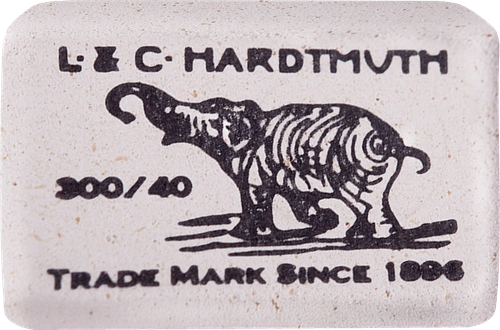 L. & C. HARDTMUTH
300/40
TRADE MARK SINCE 1896